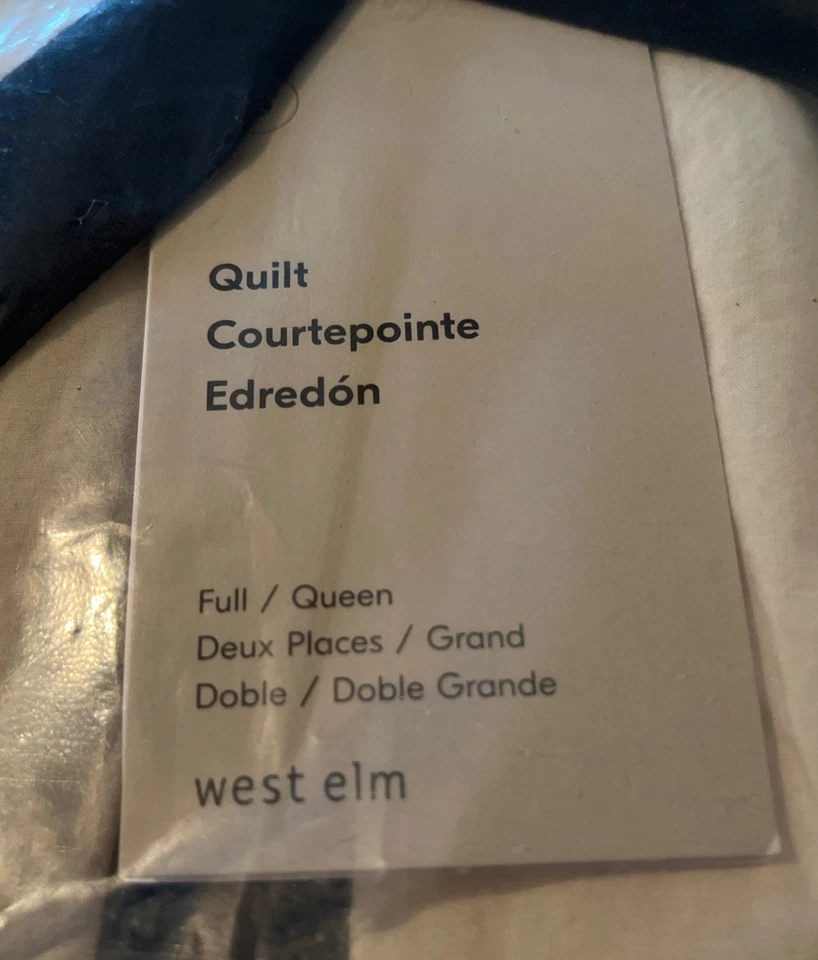 Quilt
Courtepointe
Edredón
Full / Queen
Deux Places / Grand
Doble / Doble Grande
west elm